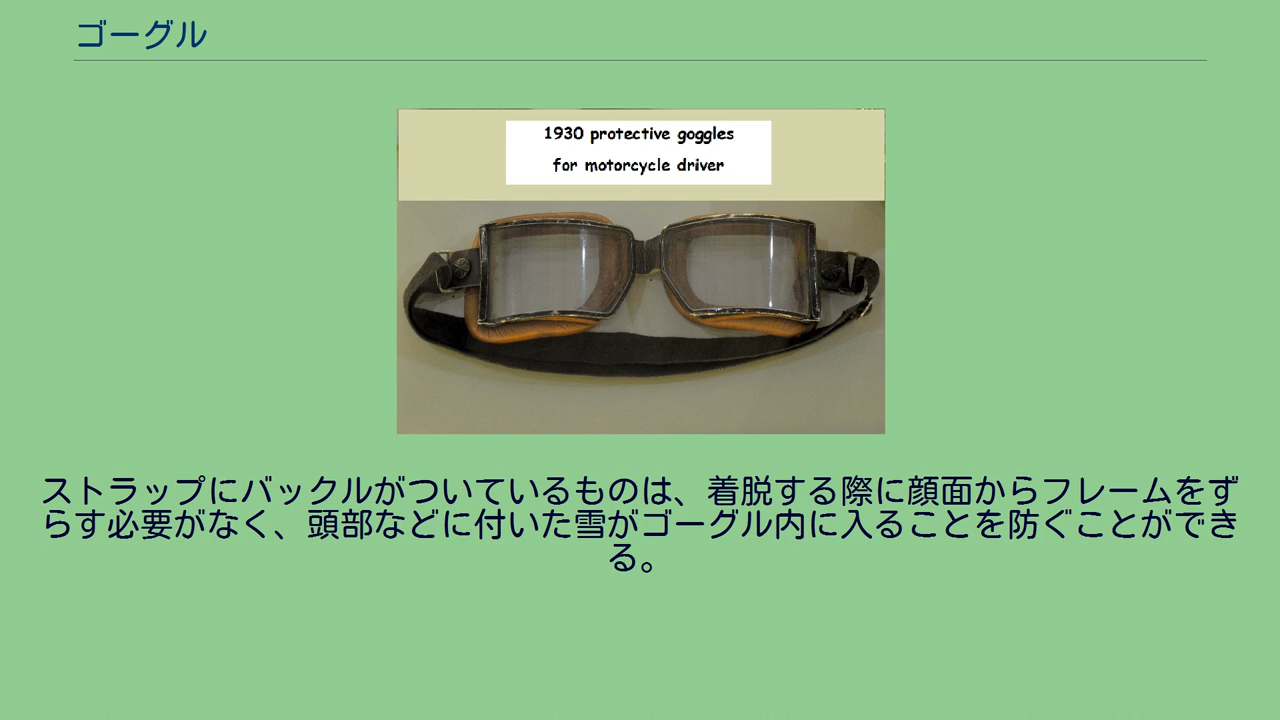 ゴーグル
1930 protective goggles
for motorcycle driver
ストラップにバックルがついているものは、着脱する際に顔面からフレームをず
らす必要がなく、頭部などに付いた雪がゴーグル内に入ることを防ぐことができ
る。